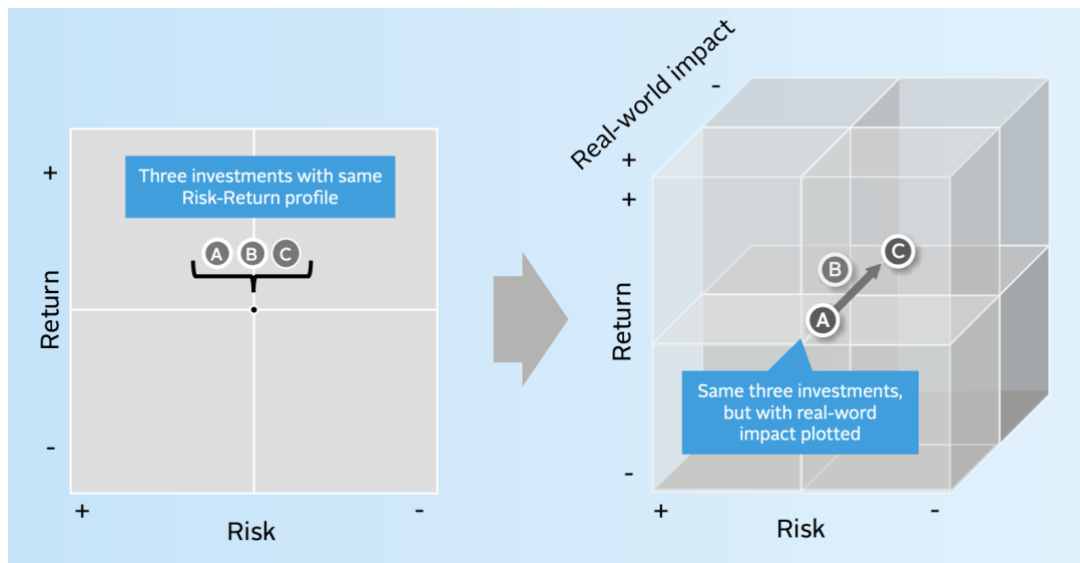 Three investments with same
Risk-Return profile
A B C
+
Return
-
+ -
Risk
Real-world impact
-
+
+
Return
-
B
C
A
Same three investments,
but with real-word
impact plotted
+ -
Risk